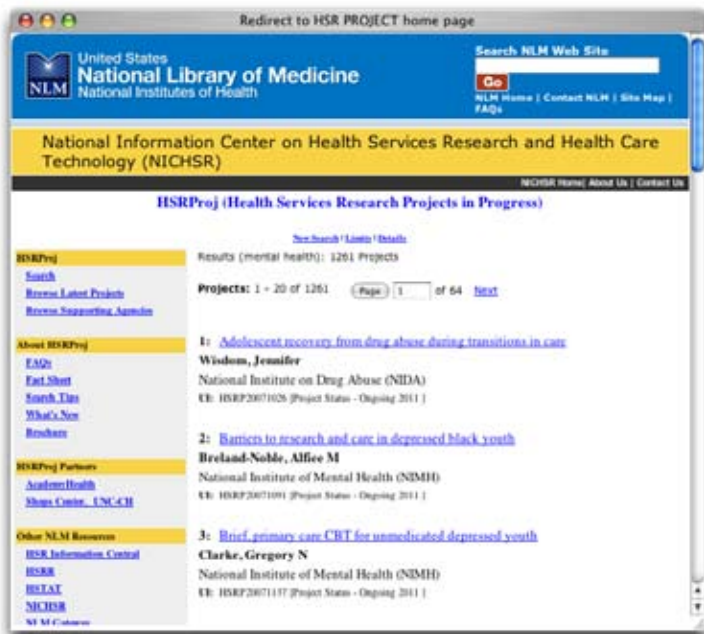 Redirect to HSR PROJECT home page
United States
National Library of Medicine
National Institutes of Health
NLM
Search NLM Web Site
Go
NLM Home | Contact NLM | Site Map |
FAQs
National Information Center on Health Services Research and Health Care
Technology (NICHSR)
NICHSR Home| About Us | Contact Us
HSRProj (Health Services Research Projects in Progress)
New Search | Limits | Details
HSRProj
Search
Browse Latest Projects
Browse Supporting Agencies
About HSRProj
FAQs
Fact Sheet
Search Tips
What's New
Brochure
HSRProj Partners
AcademyHealth
Sheps Center, UNC-CH
Other NLM Resources
HSR Information Central
HSRR
HSTAT
NICHSR
NLM Gateway
Results (mental health): 1261 Projects
Projects: 1 - 20 of 1261 Page 1 of 64 Next
1: Adolescent recovery from drug abuse during transitions in care
Wisdom, Jennifer
National Institute on Drug Abuse (NIDA)
UI: HSRP20071026 [Project Status - Ongoing 2011 ]
2: Barriers to research and care in depressed black youth
Breland-Noble, Alfiee M
National Institute of Mental Health (NIMH)
UI: HSRP20071091 [Project Status - Ongoing 2011 ]
3: Brief, primary care CBT for unmedicated depressed youth
Clarke, Gregory N
National Institute of Mental Health (NIMH)
UI: HSRP20071137 [Project Status - Ongoing 2011 ]